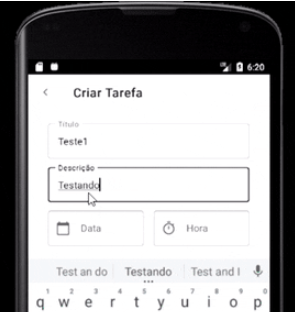 6:20
Criar Tarefa
Título
Teste1
Descrição
Testando
Data Hora
Test an do Testando Test and I
1 2 3 4 5 6 7 8 9 0
q w e r t y u i o p